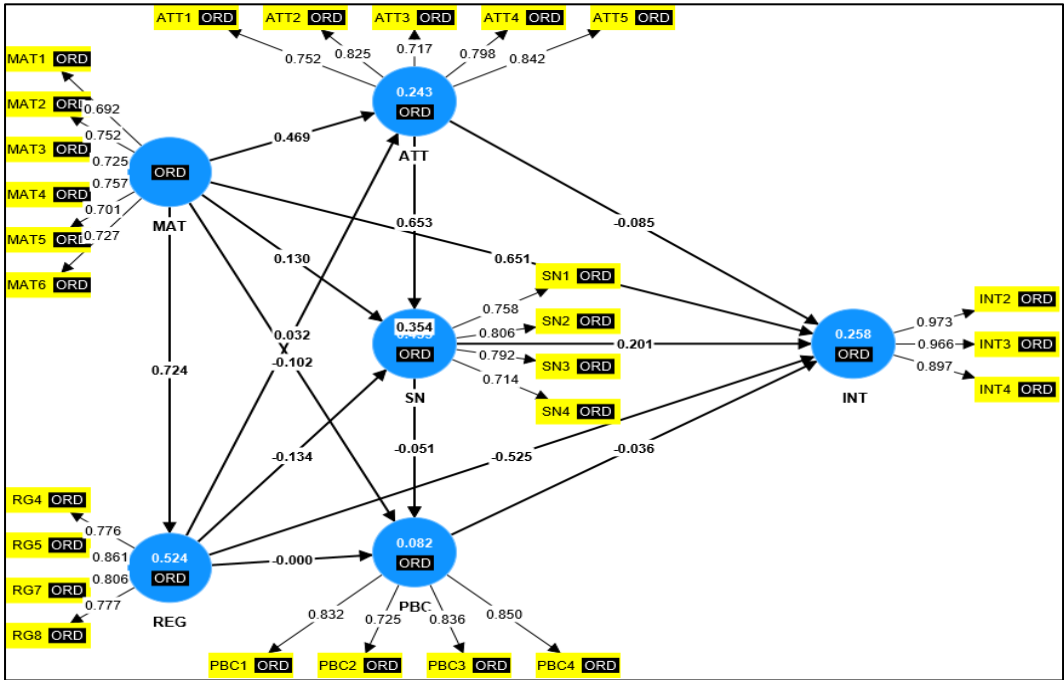 ATT1 ORD
ATT2 ORD
ATT3 ORD
ATT4 ORD
ATT5 ORD
0.752
0.825
0.717
0.798
0.842
MAT1 ORD
MAT2 ORD
MAT3 ORD
MAT4 ORD
MAT5 ORD
MAT6 ORD
0.692
0.752
0.725
0.757
0.701
0.727
ORD
MAT
0.243
ORD
ATT
0.469
0.653
-0.085
0.130
0.651
0.032
-0.102
0.724
0.354
ORD
SN
0.758
0.806
0.792
0.714
SN1 ORD
SN2 ORD
SN3 ORD
SN4 ORD
0.201
0.258
ORD
INT
0.973
0.966
0.897
INT2 ORD
INT3 ORD
INT4 ORD
-0.134
-0.051
-0.525
-0.036
-0.000
RG4 ORD
RG5 ORD
RG7 ORD
RG8 ORD
0.776
0.861
0.806
0.777
0.524
ORD
REG
0.082
ORD
PBC
0.832
0.725
0.836
0.850
PBC1 ORD
PBC2 ORD
PBC3 ORD
PBC4 ORD